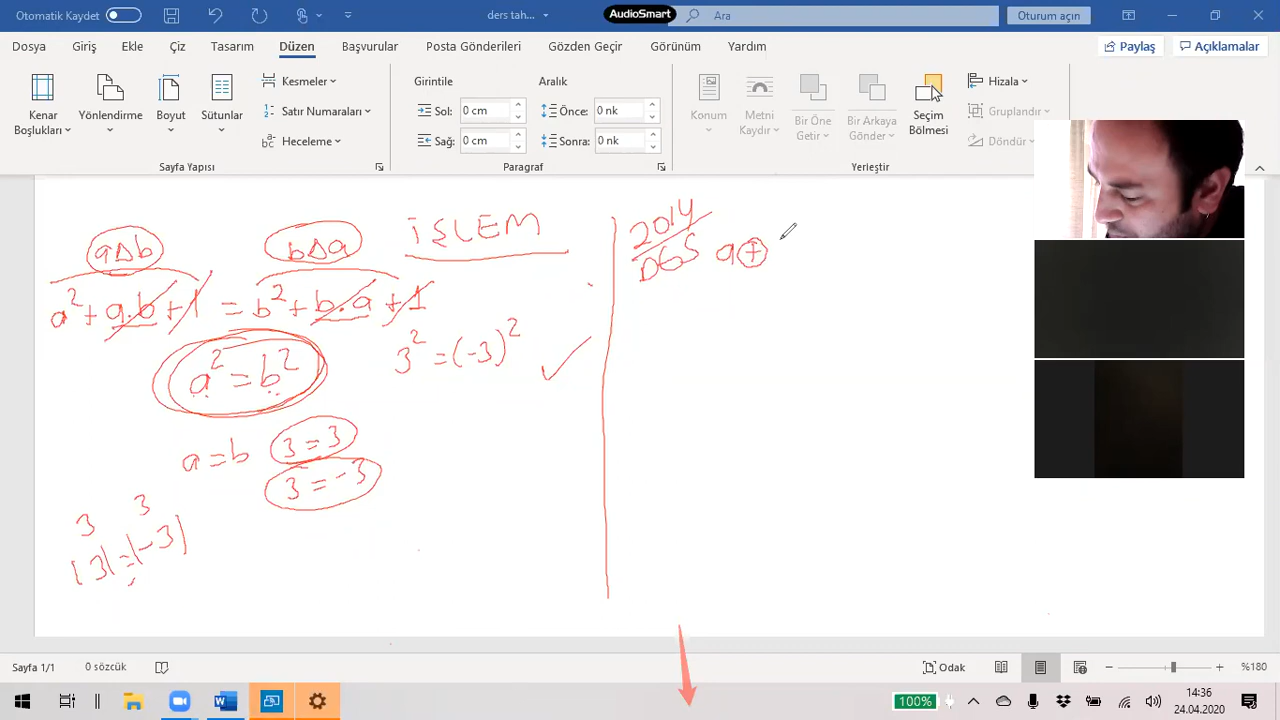 Otomatik Kaydet
ders tah...
AudioSmart
Ara
Oturum açın
Dosya Giriş Ekle Çiz Tasarım Düzen Başvurular Posta Gönderileri Gözden Geçir Görünüm Yardım
Paylaş Açıklamalar
Kenar Boşlukları
Yönlendirme
Boyut
Sütunlar
Kesmeler
Satır Numaraları
Heceleme
Sayfa Yapısı
Girintile Aralık
Sol: 0 cm Önce: 0 nk
Sağ: 0 cm Sonra: 0 nk
Paragraf
Konum
Metni Kaydır
Bir Öne Getir
Bir Arkaya Gönder
Seçim Bölmesi
Hizala
Gruplandır
Döndür
Yerleştir
aΔb bΔa İŞLEM
a² + a.b + 1 = b² + b.a + 1
a² = b² 3² = (-3)² ✓
a = b 3 = 3
3 = -3
3 3
|3| = |-3|
2014
DGS a⊕
Sayfa 1/1 0 sözcük
Odak
%180
100%
14:36
24.04.2020